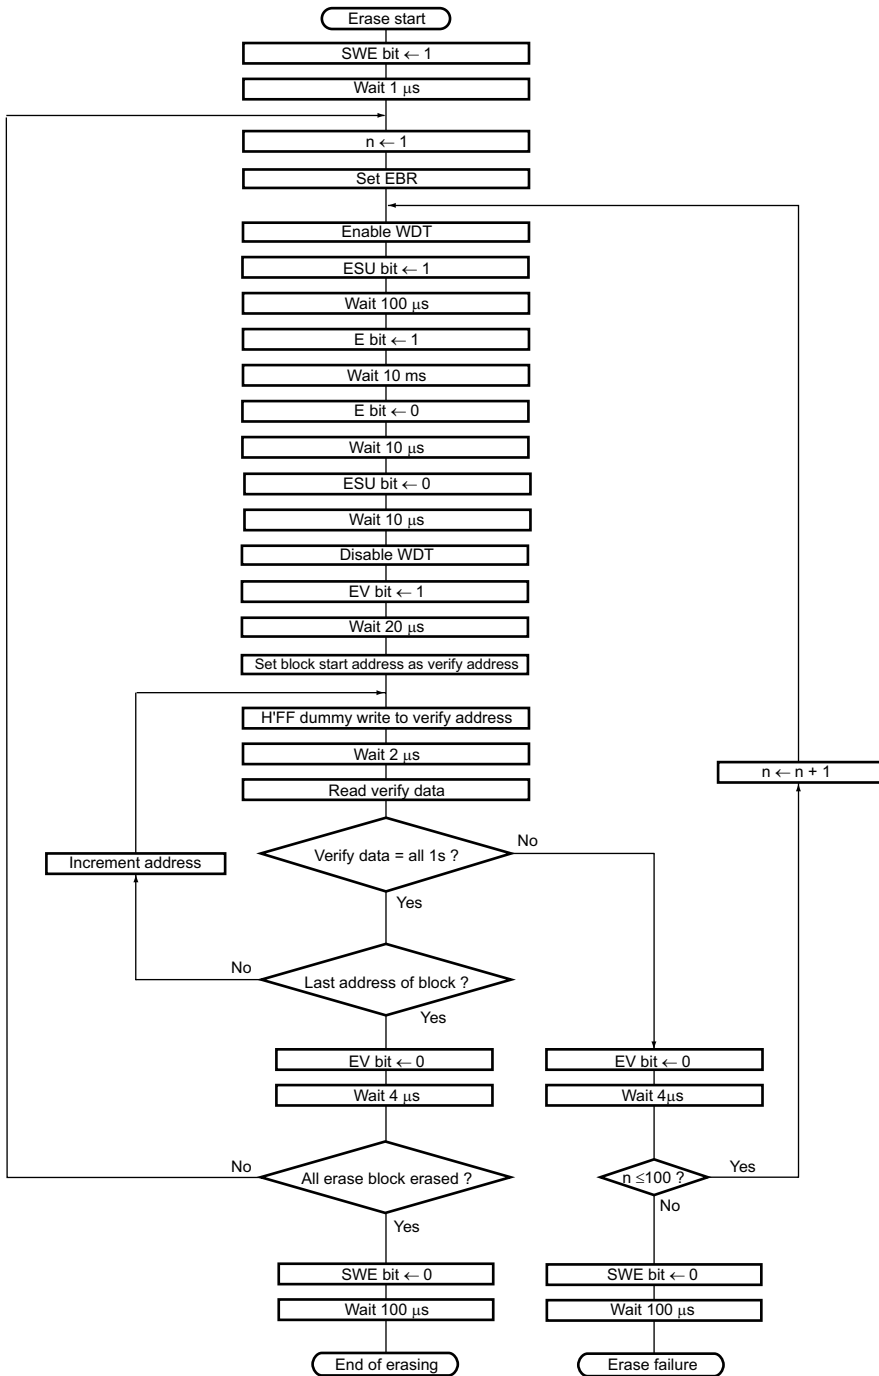 Erase start
SWE bit ← 1
Wait 1 μs
n ← 1
Set EBR
Enable WDT
ESU bit ← 1
Wait 100 μs
E bit ← 1
Wait 10 ms
E bit ← 0
Wait 10 μs
ESU bit ← 0
Wait 10 μs
Disable WDT
EV bit ← 1
Wait 20 μs
Set block start address as verify address
H'FF dummy write to verify address
Wait 2 μs
n ← n + 1
Read verify data
No
Verify data = all 1s ?
Increment address
Yes
No
Last address of block ?
Yes
EV bit ← 0
EV bit ← 0
Wait 4 μs
Wait 4μs
No
All erase block erased ?
n ≤100 ?
Yes
Yes
No
SWE bit ← 0
SWE bit ← 0
Wait 100 μs
Wait 100 μs
End of erasing
Erase failure